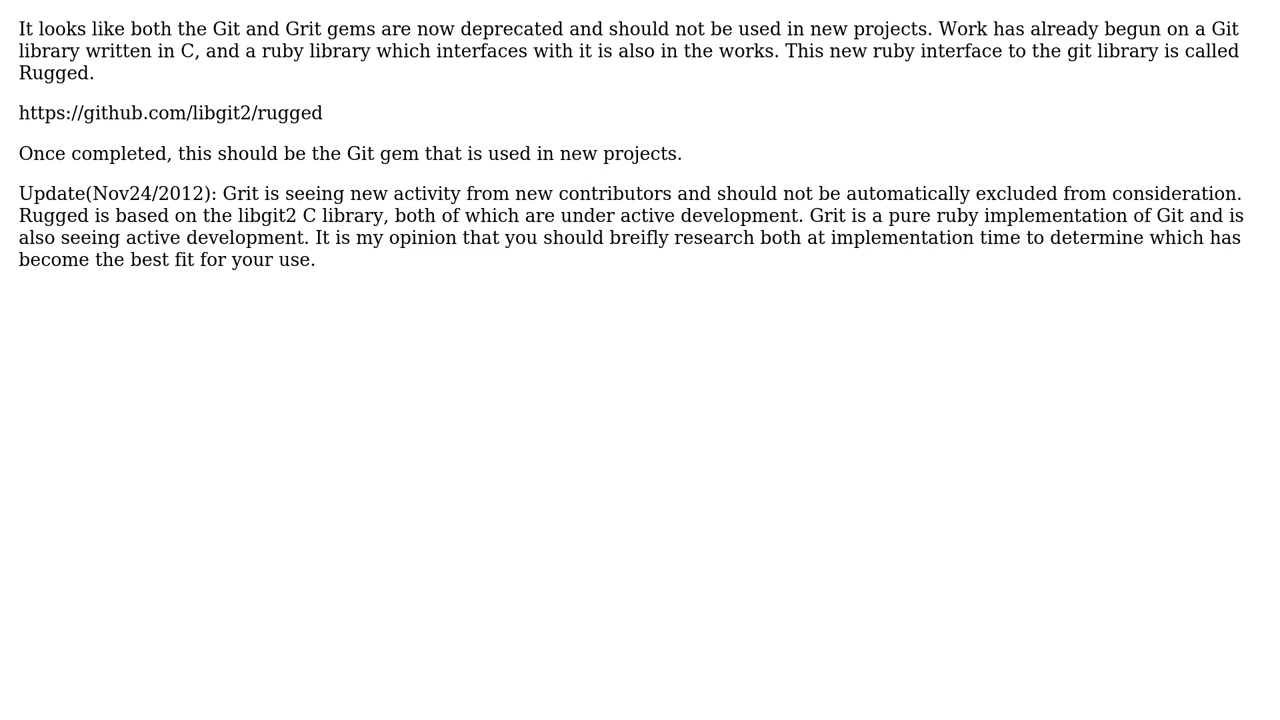 It looks like both the Git and Grit gems are now deprecated and should not be used in new projects. Work has already begun on a Git
library written in C, and a ruby library which interfaces with it is also in the works. This new ruby interface to the git library is called
Rugged.
https://github.com/libgit2/rugged
Once completed, this should be the Git gem that is used in new projects.
Update(Nov24/2012): Grit is seeing new activity from new contributors and should not be automatically excluded from consideration.
Rugged is based on the libgit2 C library, both of which are under active development. Grit is a pure ruby implementation of Git and is
also seeing active development. It is my opinion that you should breifly research both at implementation time to determine which has
become the best fit for your use.